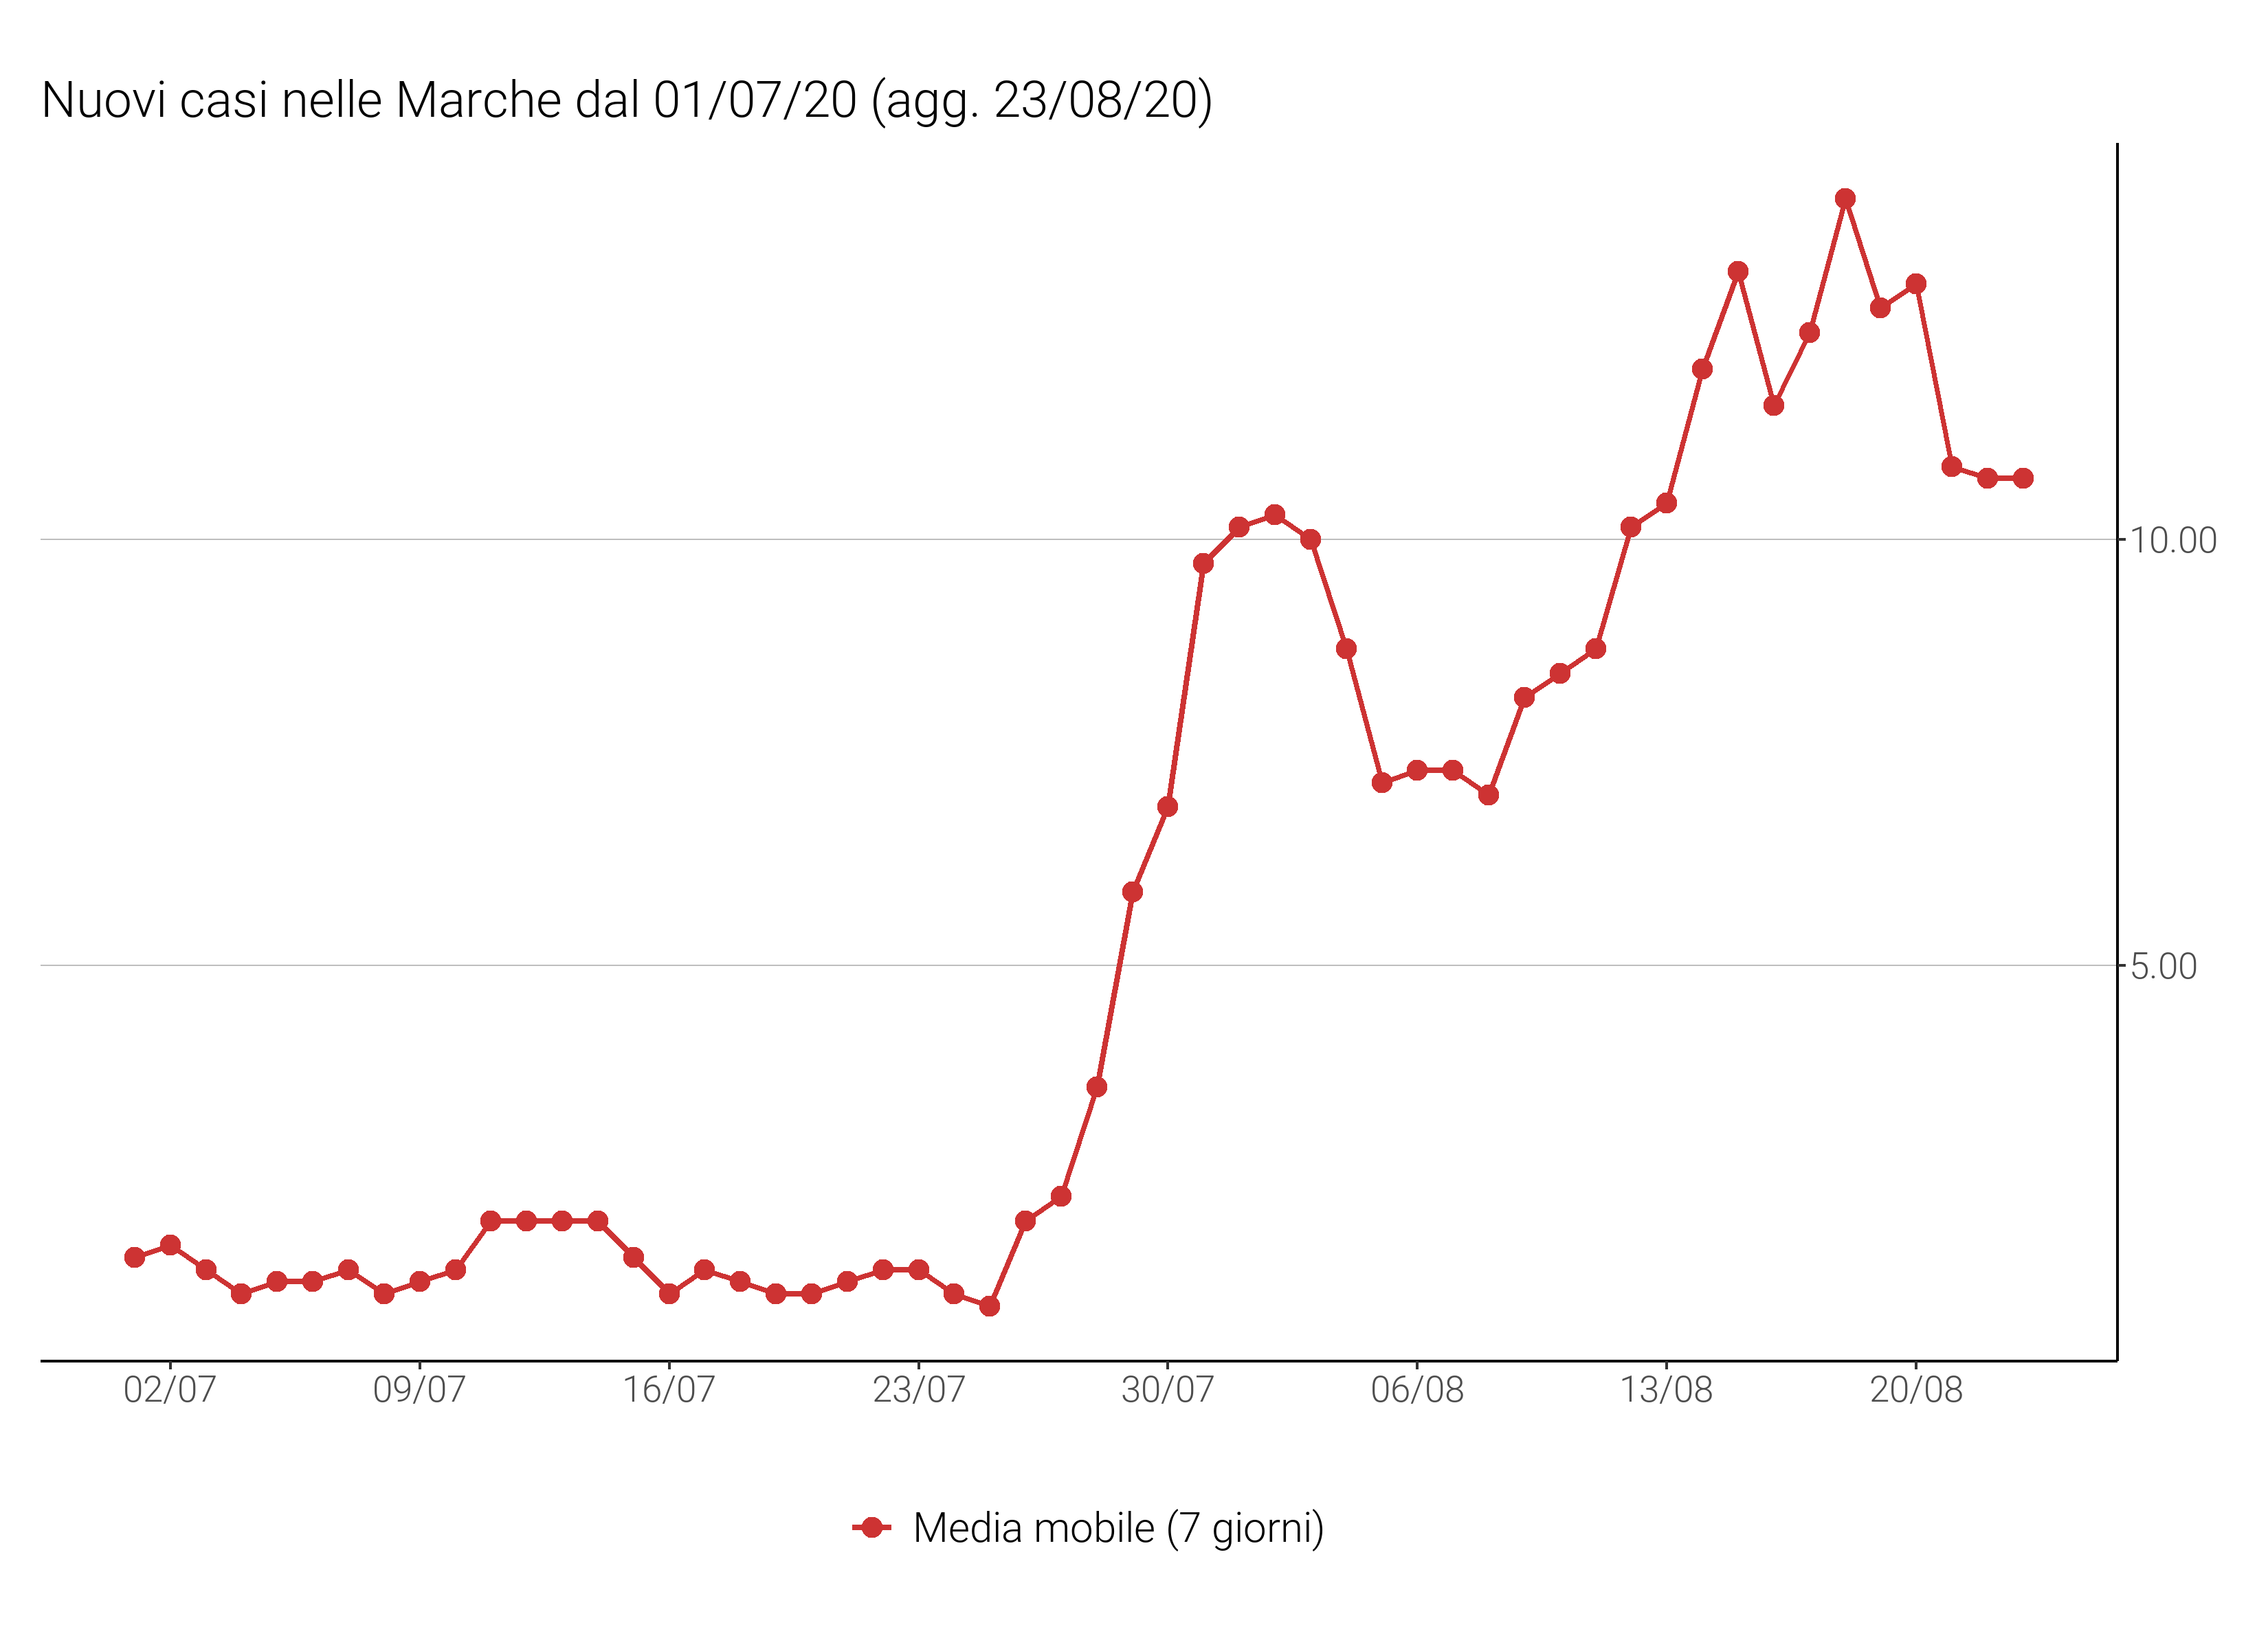 Nuovi casi nelle Marche dal 01/07/20 (agg. 23/08/20)
10.00
5.00
02/07 09/07 16/07 23/07 30/07 06/08 13/08 20/08
Media mobile (7 giorni)